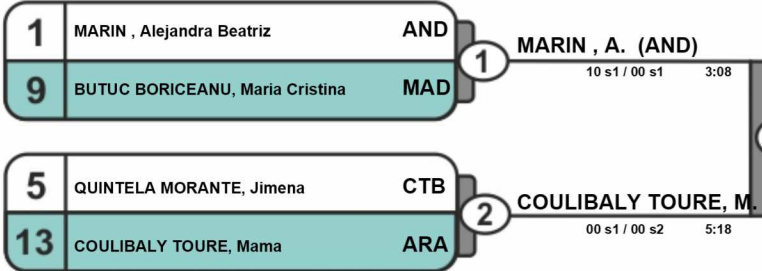 1 MARIN , Alejandra Beatriz AND
9 BUTUC BORICEANU, Maria Cristina MAD
1
MARIN , A. (AND)
10 s1 / 00 s1 3:08
5 QUINTELA MORANTE, Jimena CTB
13 COULIBALY TOURE, Mama ARA
2
COULIBALY TOURE, M.
00 s1 / 00 s2 5:18